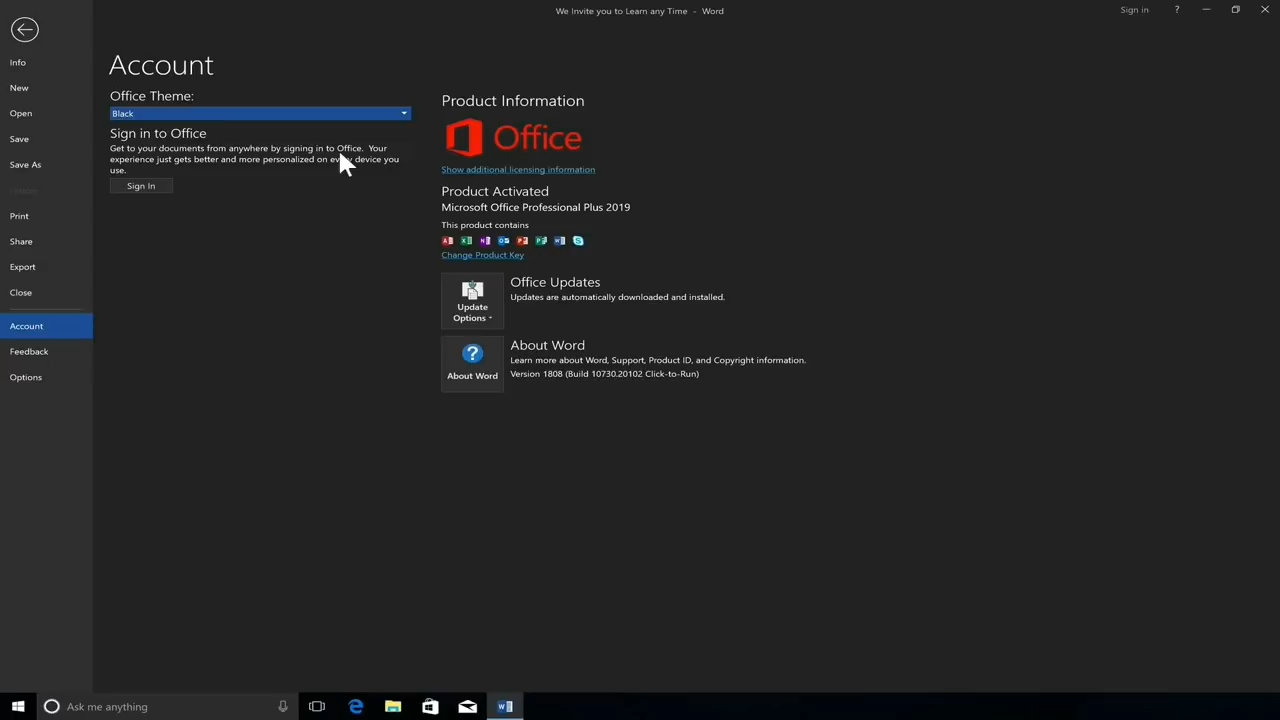 We Invite you to Learn any Time - Word
Sign in
?
Info
New
Open
Save
Save As
Print
Share
Export
Close
Account
Feedback
Options
Account
Office Theme:
Black
Sign in to Office
Get to your documents from anywhere by signing in to Office. Your
experience just gets better and more personalized on every device you
use.
Sign In
Product Information
Office
Show additional licensing information
Product Activated
Microsoft Office Professional Plus 2019
This product contains
Change Product Key
Update
Options
Office Updates
Updates are automatically downloaded and installed.
?
About Word
About Word
Learn more about Word, Support, Product ID, and Copyright information.
Version 1808 (Build 10730.20102 Click-to-Run)
Ask me anything